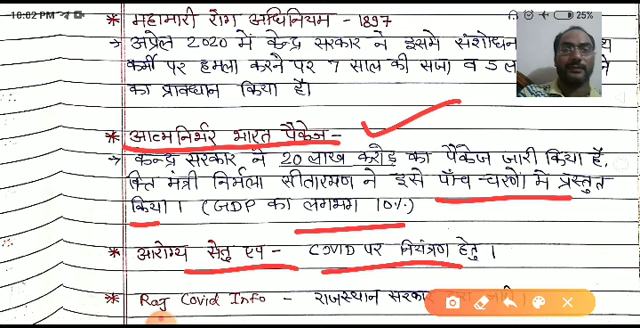 10:02 PM
25%
* महामारी रोग अधिनियम - 1897
→ अप्रेल 2020 में केन्द्र सरकार ने इसमे संशोधन
कर्मी पर हमला करने पर 7 साल की सजा व 5 ल
का प्रावधान किया है।
* आत्मनिर्भर भारत पैकेज -
→ केन्द्र सरकार ने 20 लाख करोड़ का पैकेज जारी किया है,
वित्त मंत्री निर्मला सीतारमण ने इसे पाँच-चरणो में प्रस्तुत
किया। (GDP का लगभग 10%)
* आरोग्य सेतु एप - COVID पर नियंत्रण हेतु।
* Raj Covid Info - राजस्थान सरकार